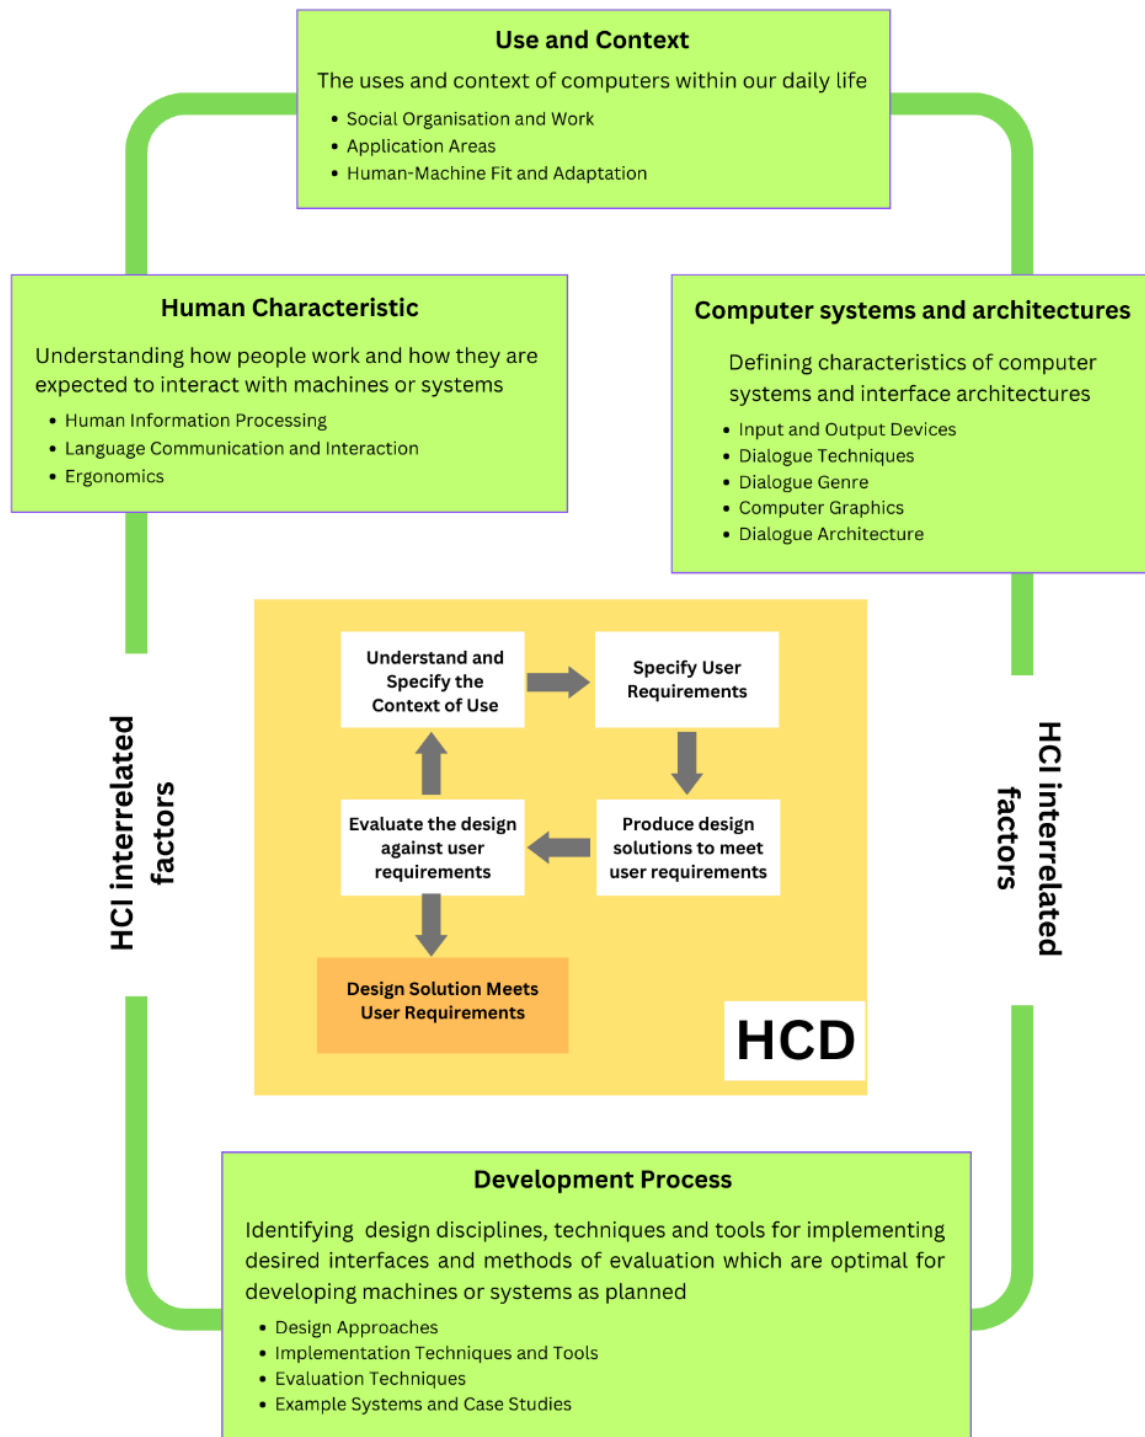 Use and Context
The uses and context of computers within our daily life
• Social Organisation and Work
• Application Areas
• Human-Machine Fit and Adaptation
Human Characteristic
Understanding how people work and how they are
expected to interact with machines or systems
• Human Information Processing
• Language Communication and Interaction
• Ergonomics
Computer systems and architectures
Defining characteristics of computer
systems and interface architectures
• Input and Output Devices
• Dialogue Techniques
• Dialogue Genre
• Computer Graphics
• Dialogue Architecture
HCI interrelated
factors
Understand and
Specify the
Context of Use
Specify User
Requirements
Produce design
solutions to meet
user requirements
Evaluate the design
against user
requirements
Design Solution Meets
User Requirements
HCD
HCI interrelated
factors
Development Process
Identifying design disciplines, techniques and tools for implementing
desired interfaces and methods of evaluation which are optimal for
developing machines or systems as planned
• Design Approaches
• Implementation Techniques and Tools
• Evaluation Techniques
• Example Systems and Case Studies